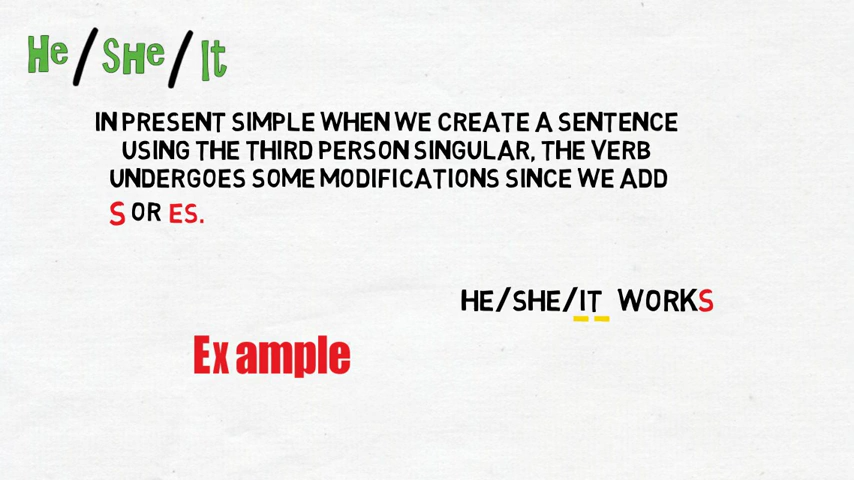 He/SHe/It
IN PRESENT SIMPLE WHEN WE CREATE A SENTENCE
USING THE THIRD PERSON SINGULAR, THE VERB
UNDERGOES SOME MODIFICATIONS SINCE WE ADD
S OR ES.
HE/SHE/IT WORKS
Ex ample